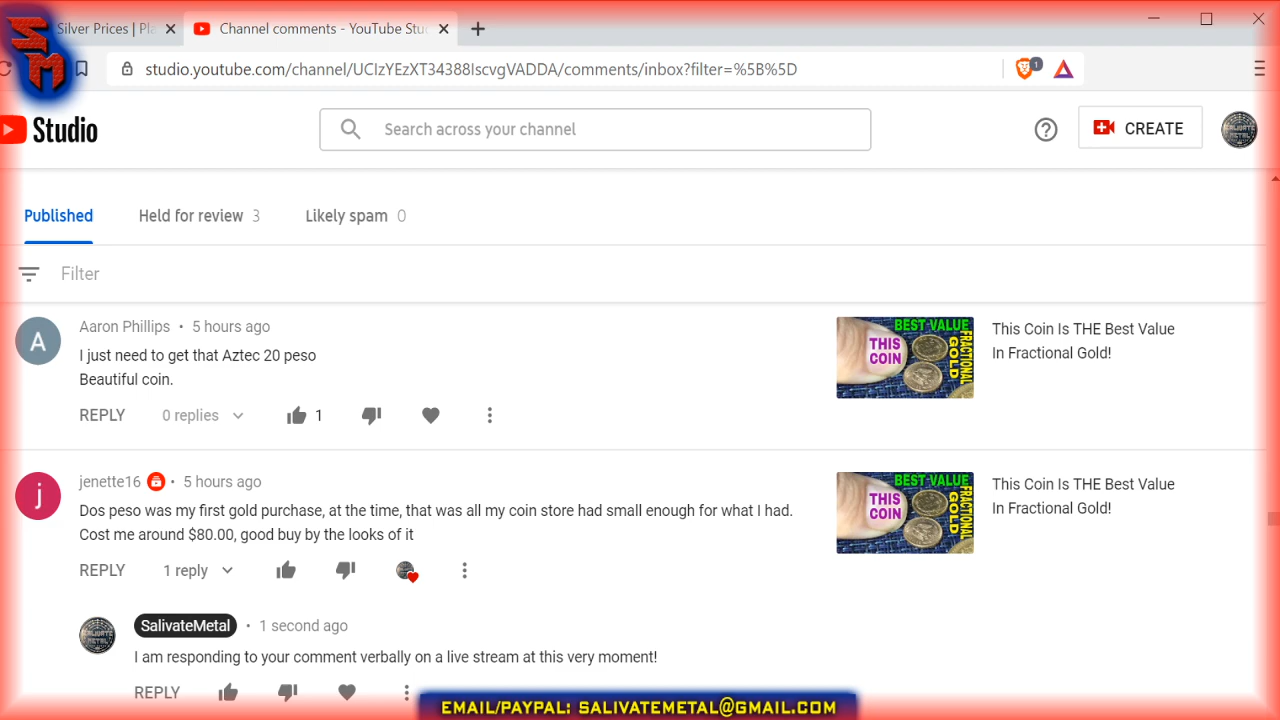 SM
Silver Prices | Pla
Channel comments - YouTube Stu
studio.youtube.com/channel/UCIzYEzXT34388IscvgVADDA/comments/inbox?filter=%5B%5D
1
Studio
Search across your channel
CREATE
Published
Held for review 3
Likely spam 0
Filter
A
Aaron Phillips • 5 hours ago
I just need to get that Aztec 20 peso
Beautiful coin.
REPLY
0 replies
1
BEST VALUE
THIS
COIN
FRACTIONAL
GOLD
This Coin Is THE Best Value
In Fractional Gold!
j
jenette16 • 5 hours ago
Dos peso was my first gold purchase, at the time, that was all my coin store had small enough for what I had.
Cost me around $80.00, good buy by the looks of it
REPLY
1 reply
BEST VALUE
THIS
COIN
FRACTIONAL
GOLD
This Coin Is THE Best Value
In Fractional Gold!
SalivateMetal • 1 second ago
I am responding to your comment verbally on a live stream at this very moment!
REPLY
EMAIL/PAYPAL: SALIVATEMETAL@GMAIL.COM